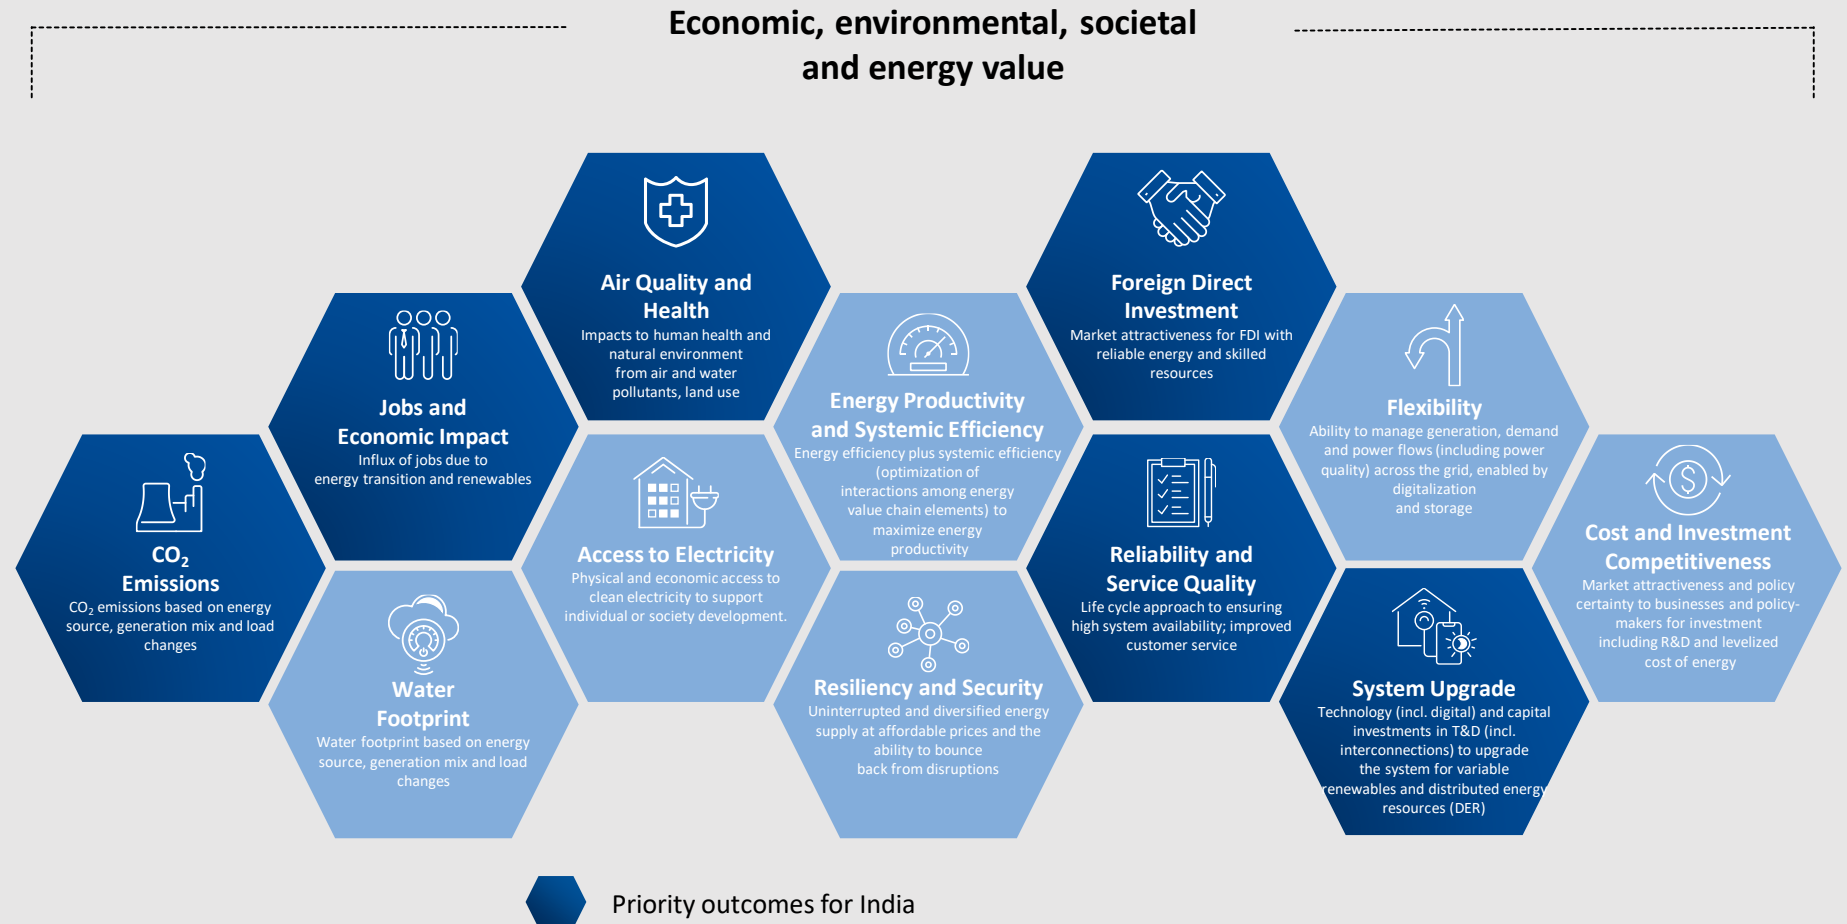 Economic, environmental, societal
and energy value
Air Quality and
Health
Impacts to human health and
natural environment
from air and water
pollutants, land use
Foreign Direct
Investment
Market attractiveness for FDI with
reliable energy and skilled
resources
Jobs and
Economic Impact
Influx of jobs due to
energy transition and renewables
Energy Productivity
and Systemic Efficiency
Energy efficiency plus systemic efficiency
(optimization of
interactions among energy
value chain elements) to
maximize energy
productivity
Flexibility
Ability to manage generation, demand
and power flows (including power
quality) across the grid, enabled by
digitalization
and storage
CO₂
Emissions
CO₂ emissions based on energy
source, generation mix and load
changes
Access to Electricity
Physical and economic access to
clean electricity to support
individual or society development.
Reliability and
Service Quality
Life cycle approach to ensuring
high system availability; improved
customer service
$
Cost and Investment
Competitiveness
Market attractiveness and policy
certainty to businesses and policy-
makers for investment
including R&D and levelized
cost of energy
Water
Footprint
Water footprint based on energy
source, generation mix and load
changes
Resiliency and Security
Uninterrupted and diversified energy
supply at affordable prices and the
ability to bounce
back from disruptions
System Upgrade
Technology (incl. digital) and capital
investments in T&D (incl.
interconnections) to upgrade
the system for variable
renewables and distributed energy
resources (DER)
Priority outcomes for India